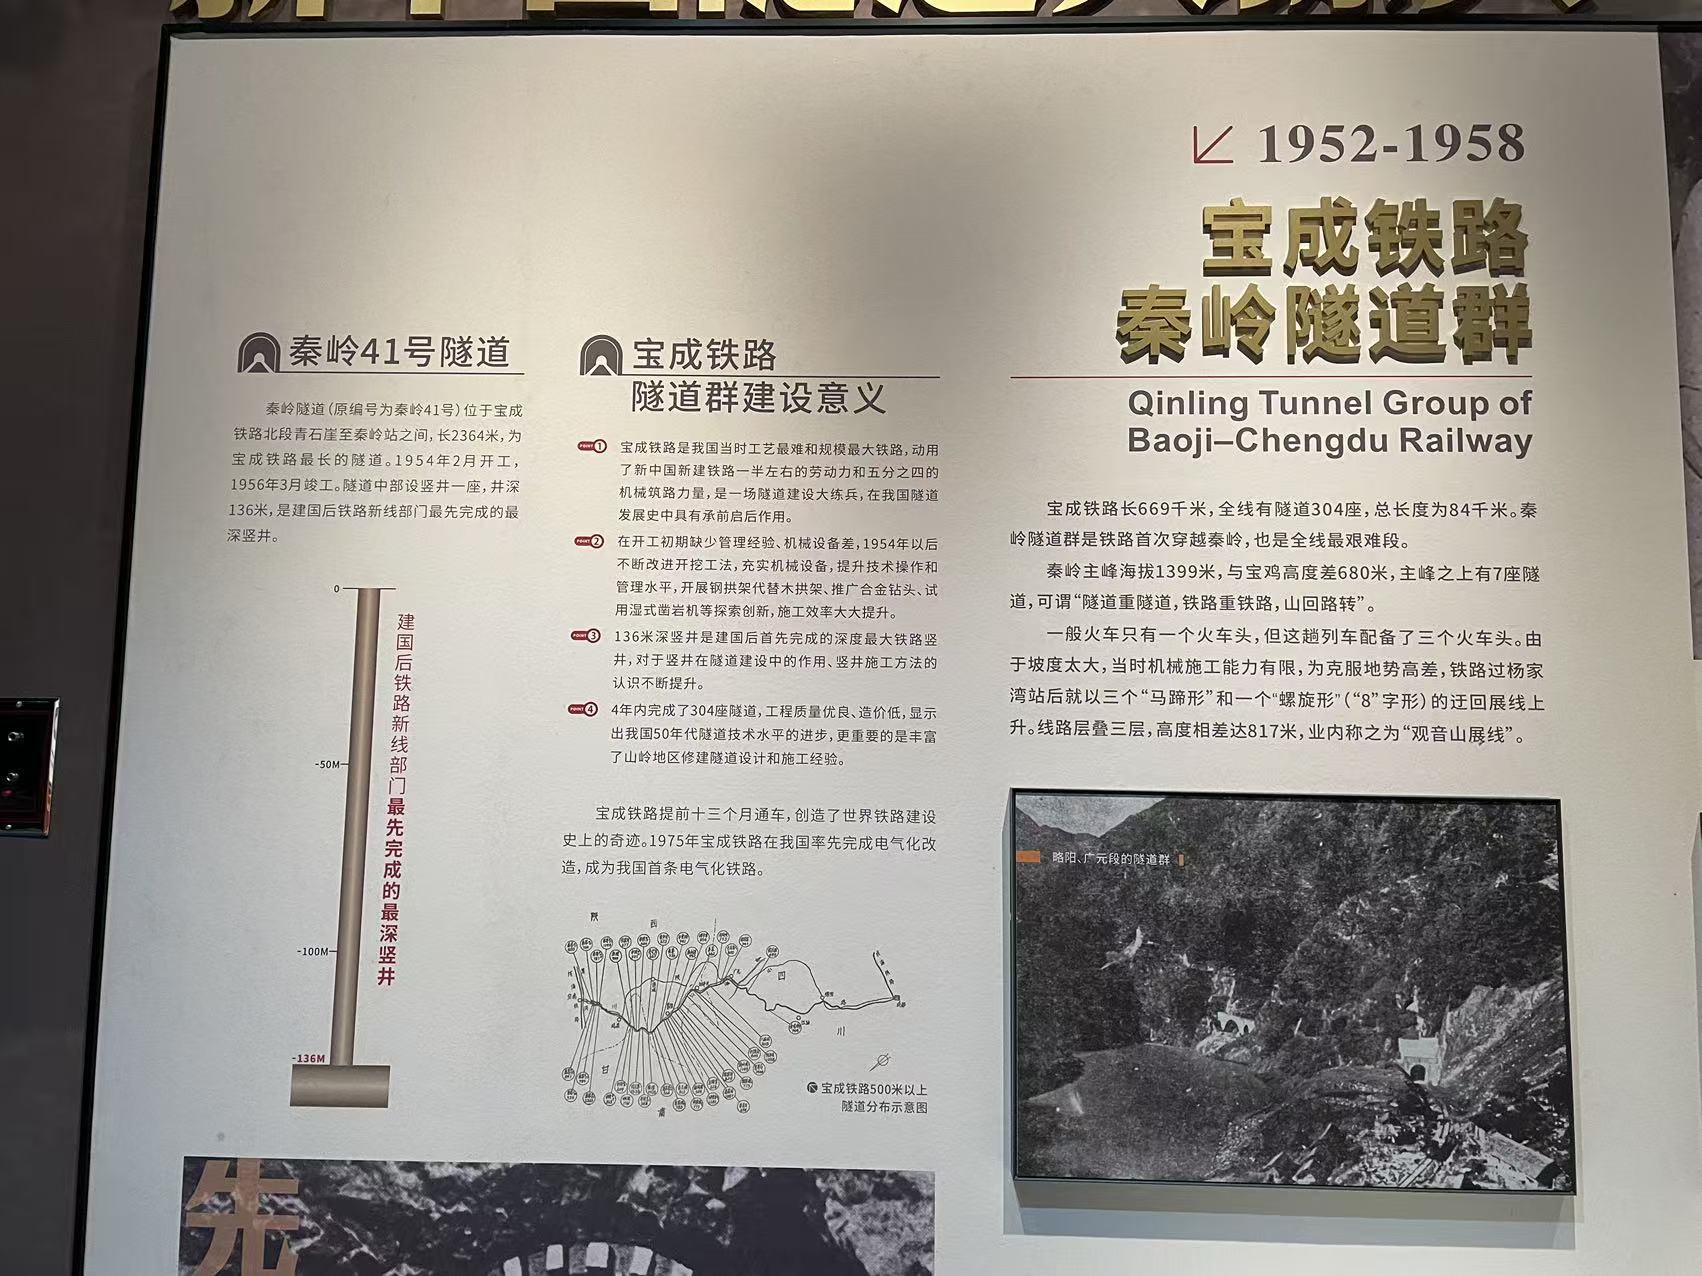 1952-1958
宝成铁路
秦岭隧道群
Qinling Tunnel Group of
Baoji–Chengdu Railway
宝成铁路长669千米,全线有隧道304座,总长度为84千米。秦
岭隧道群是铁路首次穿越秦岭,也是全线最艰难段。
秦岭主峰海拔1399米,与宝鸡高度差680米,主峰之上有7座隧
道,可谓“隧道重隧道,铁路重铁路,山回路转”。
一般火车只有一个火车头,但这趟列车配备了三个火车头。由
于坡度太大,当时机械施工能力有限,为克服地势高差,铁路过杨家
湾站后就以三个“马蹄形”和一个“螺旋形”(“8”字形)的迂回展线上
升。线路层叠三层,高度相差达817米,业内称之为“观音山展线”。
略阳、广元段的隧道群
宝成铁路
隧道群建设意义
POINT 1
宝成铁路是我国当时工艺最难和规模最大铁路,动用
了新中国新建铁路一半左右的劳动力和五分之四的
机械筑路力量,是一场隧道建设大练兵,在我国隧道
发展史中具有承前启后作用。
POINT 2
在开工初期缺少管理经验、机械设备差,1954年以后
不断改进开挖工法,充实机械设备,提升技术操作和
管理水平,开展钢拱架代替木拱架、推广合金钻头、试
用湿式凿岩机等探索创新,施工效率大大提升。
POINT 3
136米深竖井是建国后首先完成的深度最大铁路竖
井,对于竖井在隧道建设中的作用、竖井施工方法的
认识不断提升。
POINT 4
4年内完成了304座隧道,工程质量优良、造价低,显示
出我国50年代隧道技术水平的进步,更重要的是丰富
了山岭地区修建隧道设计和施工经验。
宝成铁路提前十三个月通车,创造了世界铁路建设
史上的奇迹。1975年宝成铁路在我国率先完成电气化改
造,成为我国首条电气化铁路。
陕
西
四
川
甘
肃
宝成铁路500米以上
隧道分布示意图
秦岭41号隧道
秦岭隧道(原编号为秦岭41号)位于宝成
铁路北段青石崖至秦岭站之间,长2364米,为
宝成铁路最长的隧道。1954年2月开工,
1956年3月竣工。隧道中部设竖井一座,井深
136米,是建国后铁路新线部门最先完成的最
深竖井。
0
-50M
-100M
-136M
建国后铁路新线部门最先完成的最深竖井
先